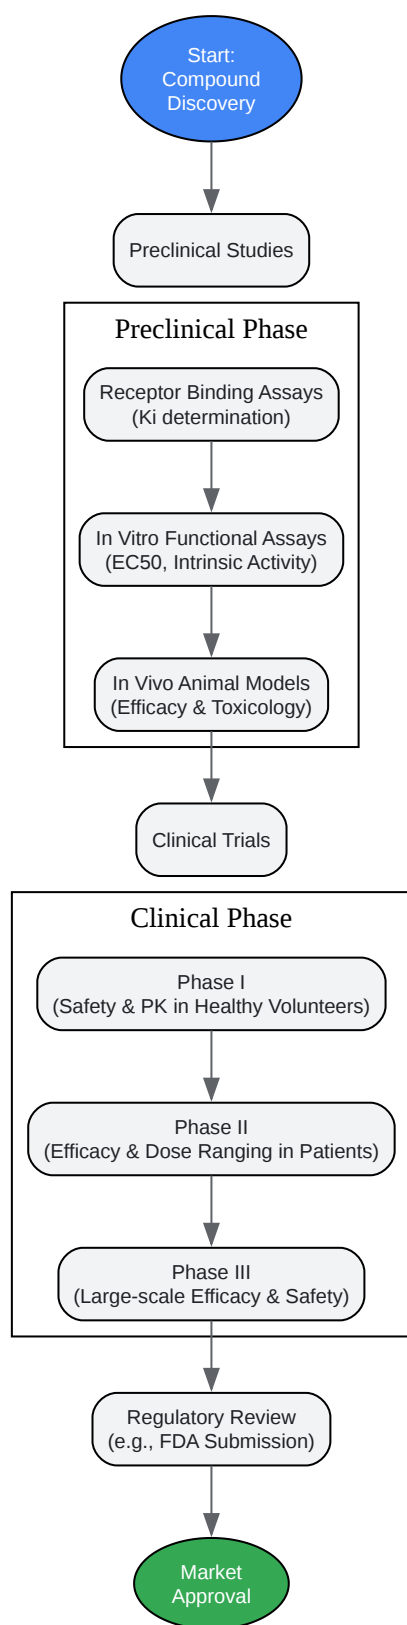 Start:
Compound
Discovery
Preclinical Studies
Preclinical Phase
Receptor Binding Assays
(Ki determination)
In Vitro Functional Assays
(EC50, Intrinsic Activity)
In Vivo Animal Models
(Efficacy & Toxicology)
Clinical Trials
Clinical Phase
Phase I
(Safety & PK in Healthy Volunteers)
Phase II
(Efficacy & Dose Ranging in Patients)
Phase III
(Large-scale Efficacy & Safety)
Regulatory Review
(e.g., FDA Submission)
Market
Approval